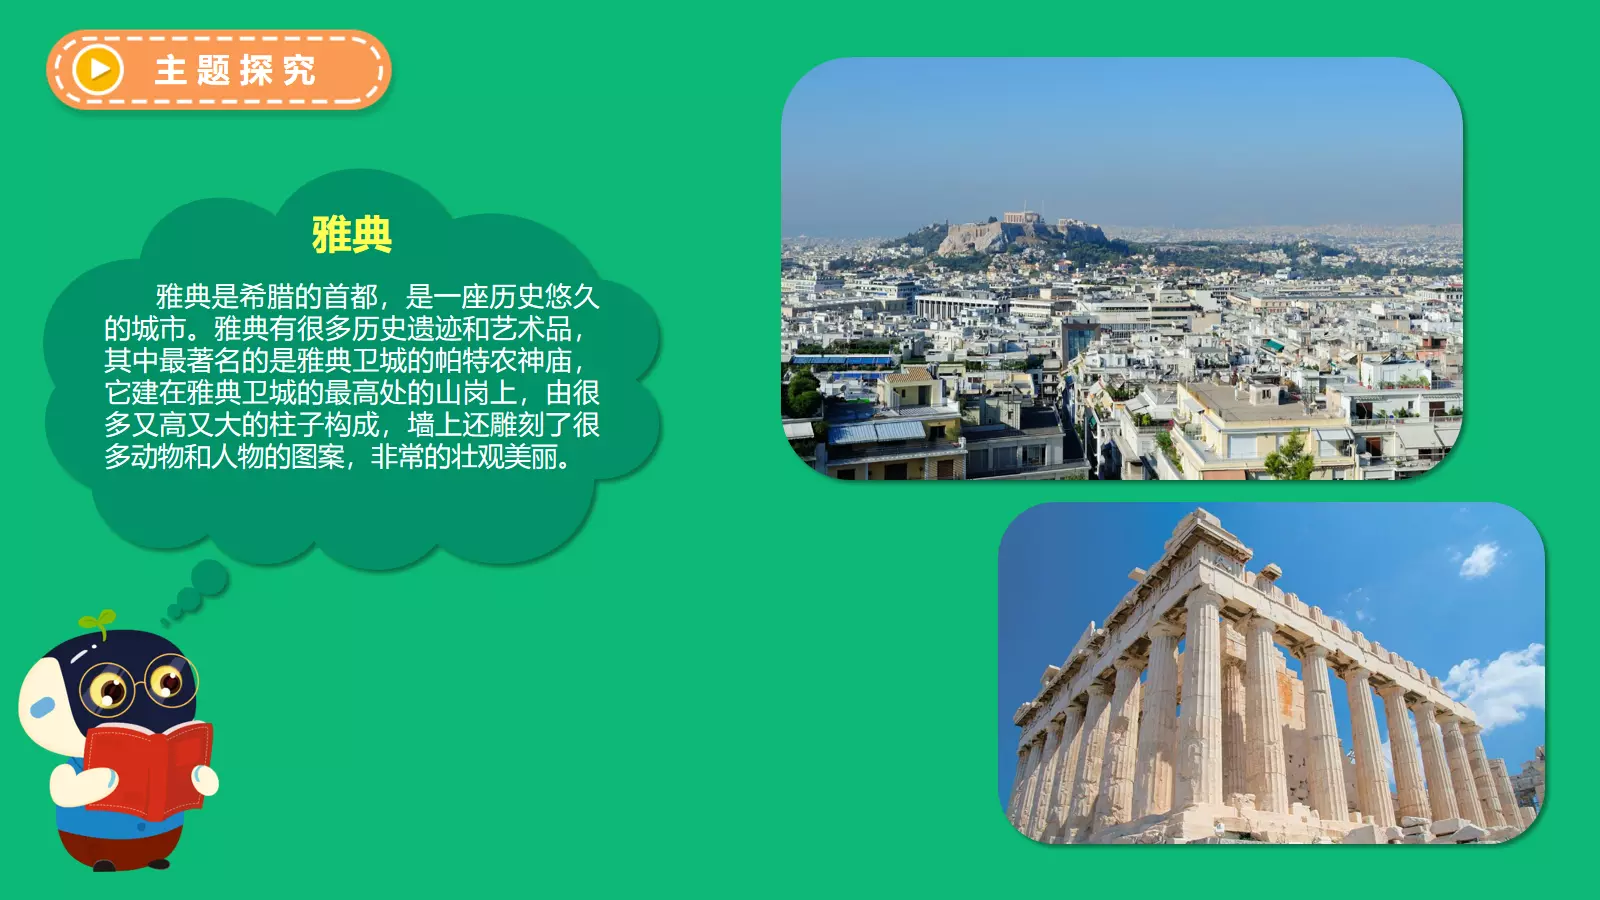 主题探究
雅典
雅典是希腊的首都，是一座历史悠久
的城市。雅典有很多历史遗迹和艺术品，
其中最著名的是雅典卫城的帕特农神庙，
它建在雅典卫城的最高处的山岗上，由很
多又高又大的柱子构成，墙上还雕刻了很
多动物和人物的图案，非常的壮观美丽。